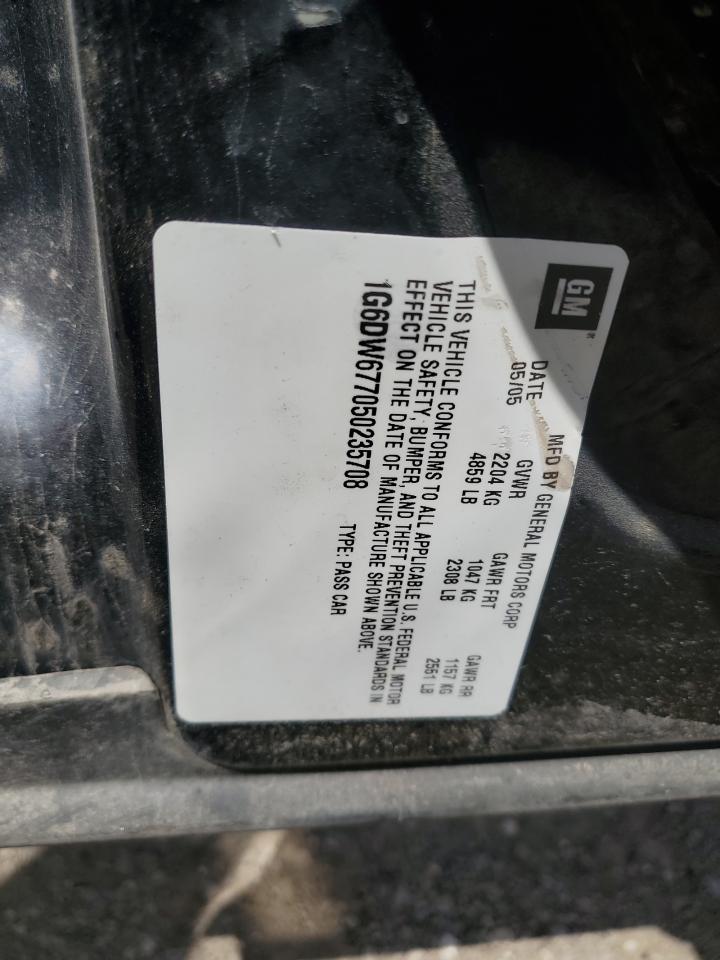 GM®
MFD BY GENERAL MOTORS CORP
DATE GVWR GAWR FRT GAWR RR
05/05 2204 KG 1047 KG 1157 KG
4859 LB 2308 LB 2551 LB
THIS VEHICLE CONFORMS TO ALL APPLICABLE U.S. FEDERAL MOTOR
VEHICLE SAFETY, BUMPER, AND THEFT PREVENTION STANDARDS IN
EFFECT ON THE DATE OF MANUFACTURE SHOWN ABOVE.
1G6DW677050235708 TYPE: PASS CAR